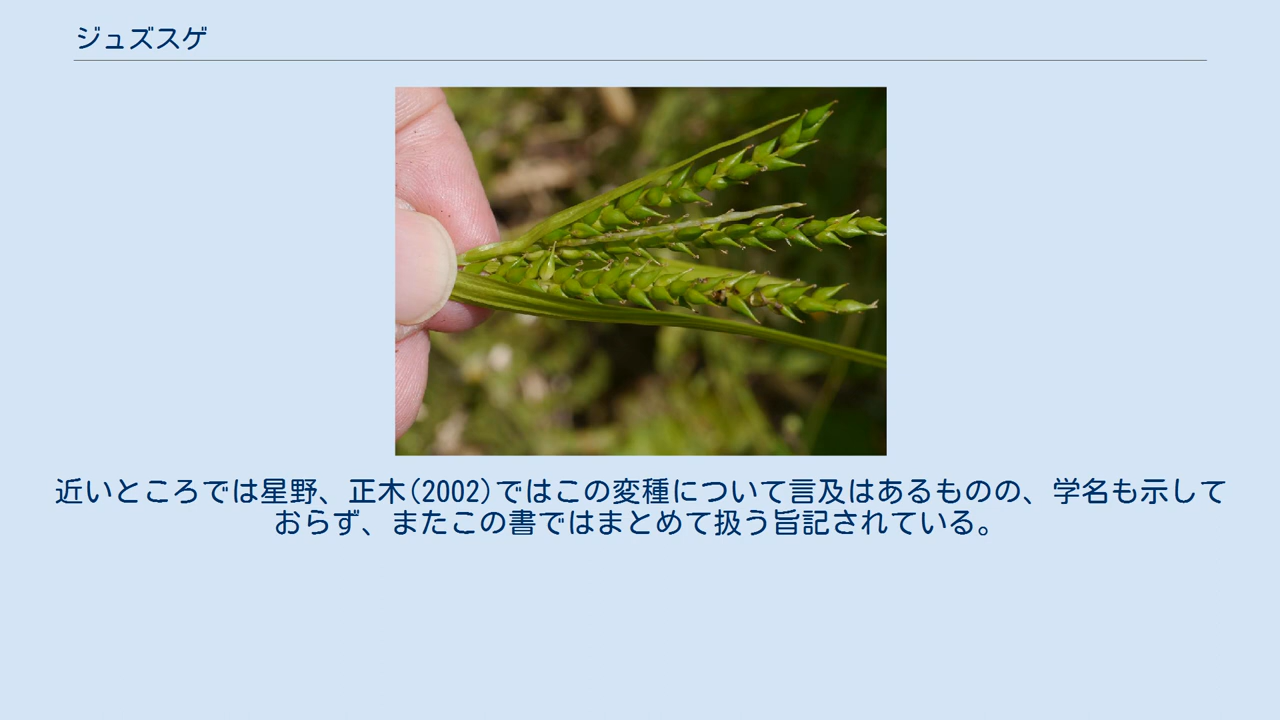 ジュズスゲ
近いところでは星野、正木(2002)ではこの変種について言及はあるものの、学名も示して
おらず、またこの書ではまとめて扱う旨記されている。